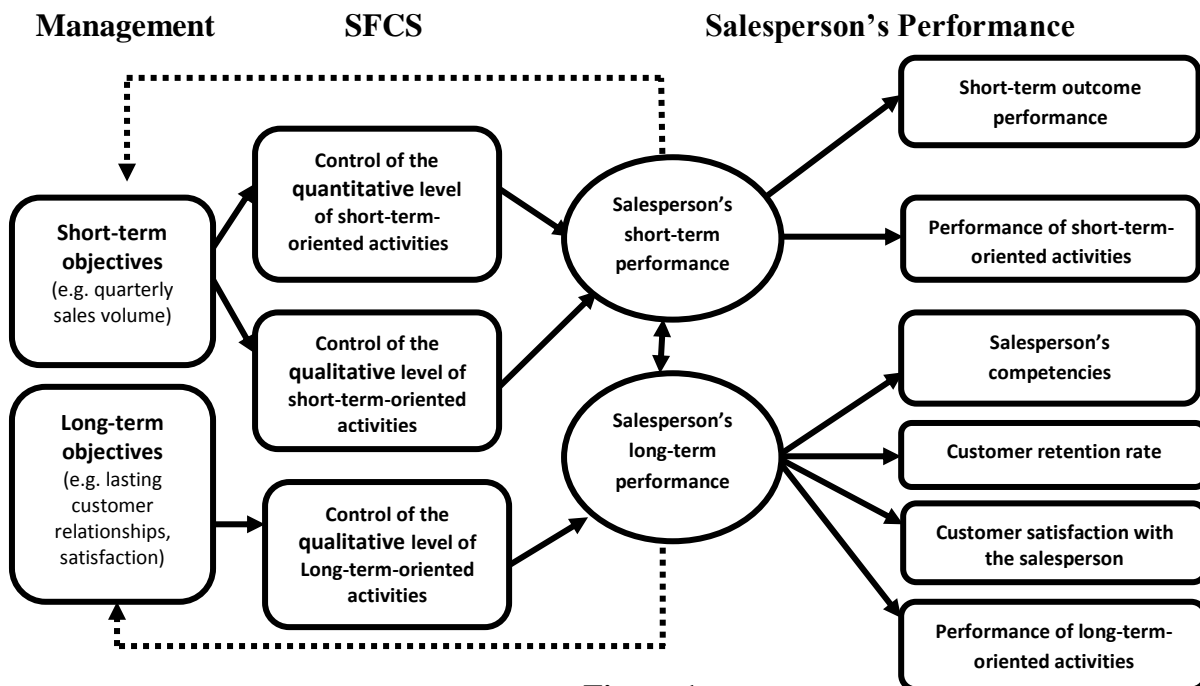 Management
SFCS
Salesperson's Performance
Short-term
objectives
(e.g. quarterly
sales volume)
Long-term
objectives
(e.g. lasting
customer
relationships,
satisfaction)
Control of the
quantitative level
of short-term-
oriented activities
Control of the
qualitative level of
short-term-oriented
activities
Control of the
qualitative level of
Long-term-oriented
activities
Salesperson's
short-term
performance
Salesperson's
long-term
performance
Short-term outcome
performance
Performance of short-term-
oriented activities
Salesperson's
competencies
Customer retention rate
Customer satisfaction with
the salesperson
Performance of long-term-
oriented activities